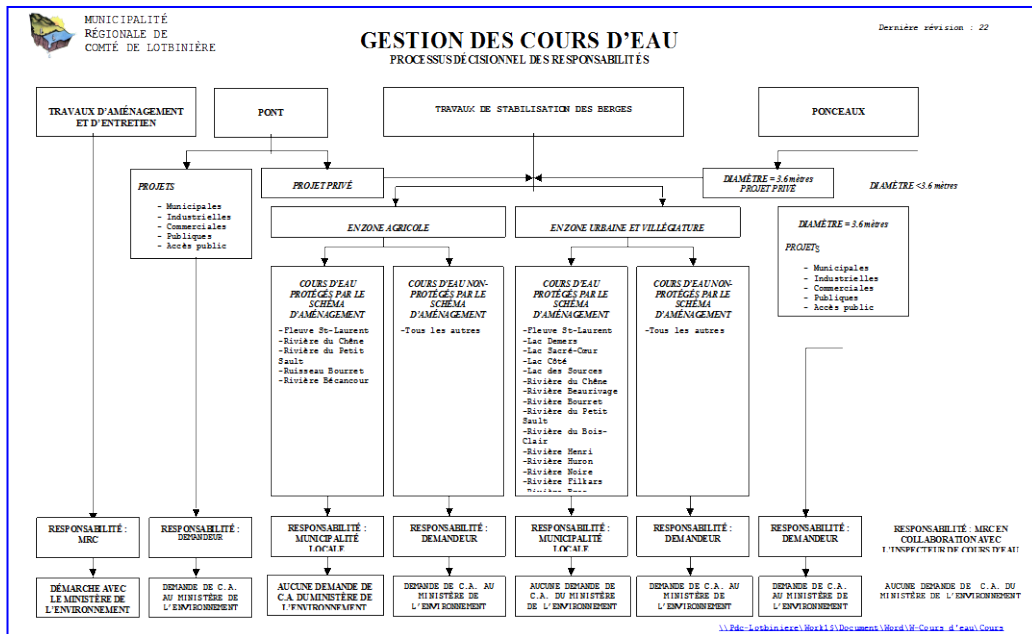 MUNICIPALITÉ
RÉGIONALE DE
COMTÉ DE LOTBINIÈRE
Dernière révision : 22
GESTION DES COURS D'EAU
PROCESSUS DÉCISIONNEL DES RESPONSABILITÉS
TRAVAUX D'AMÉNAGEMENT
ET D'ENTRETIEN
PONT
TRAVAUX DE STABILISATION DES BERGES
PONCEAUX
PROJETS
- Municipales
- Industrielles
- Commerciales
- Publiques
- Accès public
PROJET PRIVÉ
DIAMÈTRE = 3.6 mètres
PROJET PRIVÉ
DIAMÈTRE <3.6 mètres
EN ZONE AGRICOLE
EN ZONE URBAINE ET VILLÉGIATURE
DIAMÈTRE = 3.6 mètres
PROJETS
- Municipales
- Industrielles
- Commerciales
- Publiques
- Accès public
COURS D'EAU
PROTÉGÉS PAR LE
SCHÉMA
D'AMÉNAGEMENT
-Fleuve St-Laurent
-Rivière du Chêne
-Rivière du Petit
Sault
-Ruisseau Bourret
-Rivière Bécancour
COURS D'EAU NON-
PROTÉGÉS PAR LE
SCHÉMA
D'AMÉNAGEMENT
-Tous les autres
COURS D'EAU
PROTÉGÉS PAR LE
SCHÉMA
D'AMÉNAGEMENT
-Fleuve St-Laurent
-Lac Demers
-Lac Sacré-Cœur
-Lac Côté
-Lac des Sources
-Rivière du Chêne
-Rivière Beaurivage
-Rivière Bourret
-Rivière du Petit
Sault
-Rivière du Bois-
Clair
-Rivière Henri
-Rivière Huron
-Rivière Noire
-Rivière Filkars
-Rivière
COURS D'EAU NON-
PROTÉGÉS PAR LE
SCHÉMA
D'AMÉNAGEMENT
-Tous les autres
RESPONSABILITÉ :
MRC
RESPONSABILITÉ :
DEMANDEUR
RESPONSABILITÉ :
MUNICIPALITÉ
LOCALE
RESPONSABILITÉ :
DEMANDEUR
RESPONSABILITÉ :
MUNICIPALITÉ
LOCALE
RESPONSABILITÉ :
DEMANDEUR
RESPONSABILITÉ :
DEMANDEUR
RESPONSABILITÉ : MRC EN
COLLABORATION AVEC
L'INSPECTEUR DE COURS D'EAU
DÉMARCHE AVEC
LE MINISTÈRE DE
L'ENVIRONNEMENT
DEMANDE DE C.A.
AU MINISTÈRE DE
L'ENVIRONNEMENT
AUCUNE DEMANDE DE
C.A. DU MINISTÈRE DE
L'ENVIRONNEMENT
DEMANDE DE C.A. AU
MINISTÈRE DE
L'ENVIRONNEMENT
AUCUNE DEMANDE DE
C.A. DU MINISTÈRE
DE L'ENVIRONNEMENT
DEMANDE DE C.A. AU
MINISTÈRE DE
L'ENVIRONNEMENT
DEMANDE DE C.A. AU
MINISTÈRE DE
L'ENVIRONNEMENT
AUCUNE DEMANDE DE C.A. DU
MINISTÈRE DE L'ENVIRONNEMENT
\\Pdc-Lotbiniere\Work15\Document\Word\W-Cours d'eau\Cours